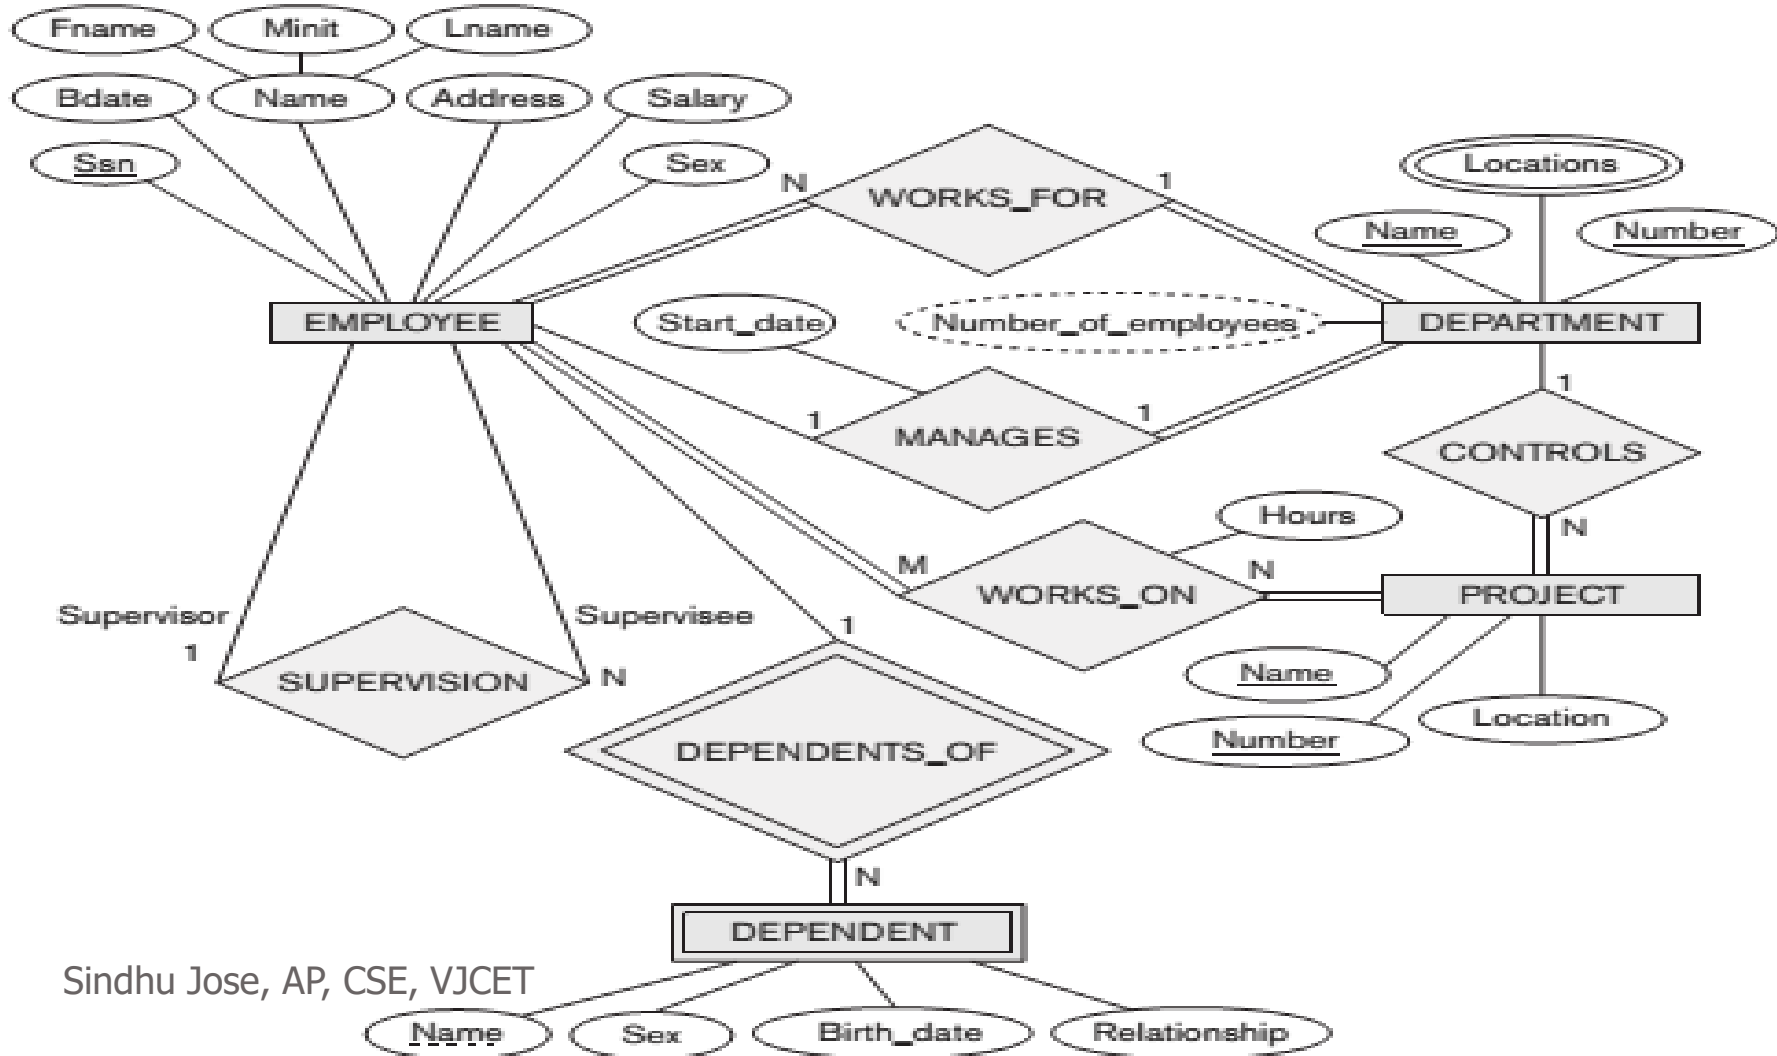 Fname Minit Lname
Bdate Name Address Salary
Ssn Sex
N WORKS_FOR 1
Locations
Name Number
EMPLOYEE
Start_date
Number_of_employees
DEPARTMENT
1 MANAGES 1
1
CONTROLS
N
Hours
M WORKS_ON N
PROJECT
Supervisor
1
Supervisee
SUPERVISION N
1
DEPENDENTS_OF
N
Name
Number
Location
DEPENDENT
Sindhu Jose, AP, CSE, VJCET
Name Sex Birth_date Relationship